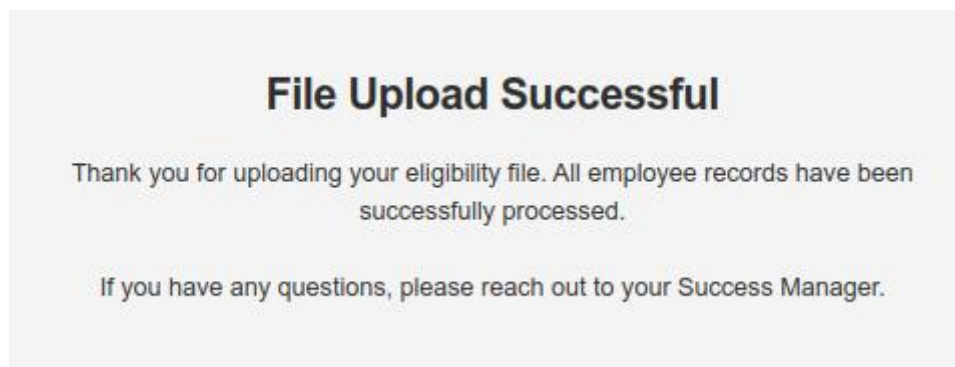 File Upload Successful
Thank you for uploading your eligibility file. All employee records have been
successfully processed.
If you have any questions, please reach out to your Success Manager.